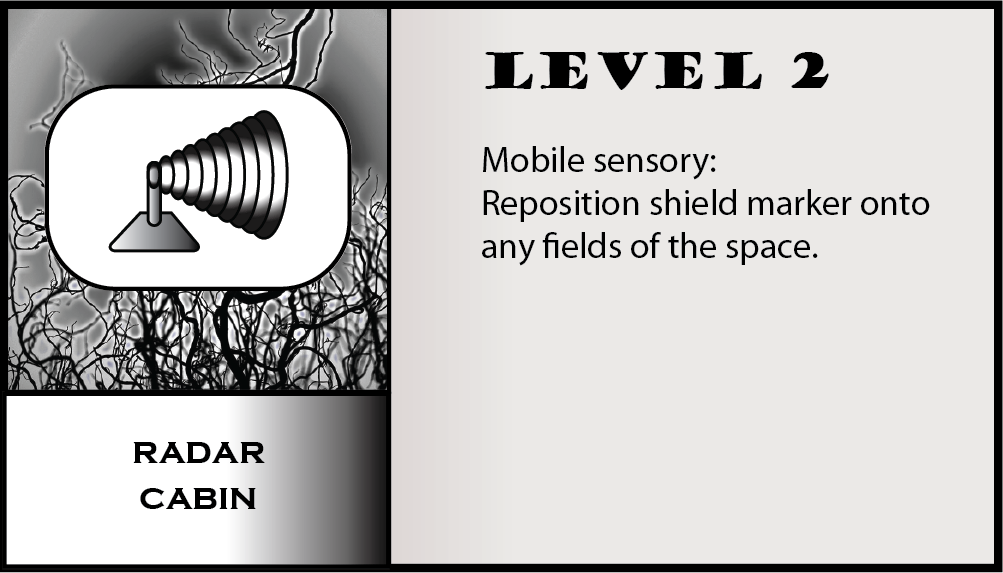 LEVEL 2
Mobile sensory:
Reposition shield marker onto
any fields of the space.
RADAR
CABIN